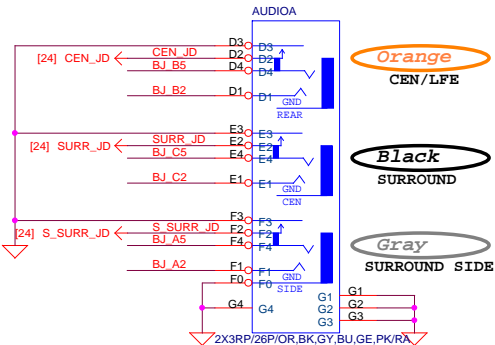 AUDIOA
D3 D3
[24] CEN_JD CEN_JD D2 D2
BJ_B5 D4 D4
BJ_B2 D1 D1
GND
REAR
Orange
CEN/LFE
E3 E3
[24] SURR_JD SURR_JD E2 E2
BJ_C5 E4 E4
BJ_C2 E1 E1
GND
CEN
Black
SURROUND
F3 F3
[24] S_SURR_JD S_SURR_JD F2 F2
BJ_A5 F4 F4
BJ_A2 F1 F1
GND
F0 F0
SIDE
Gray
SURROUND SIDE
G4 G4
G1 G1
G2 G2
G3 G3
2X3RP/26P/OR,BK,GY,BU,GE,PK/RA